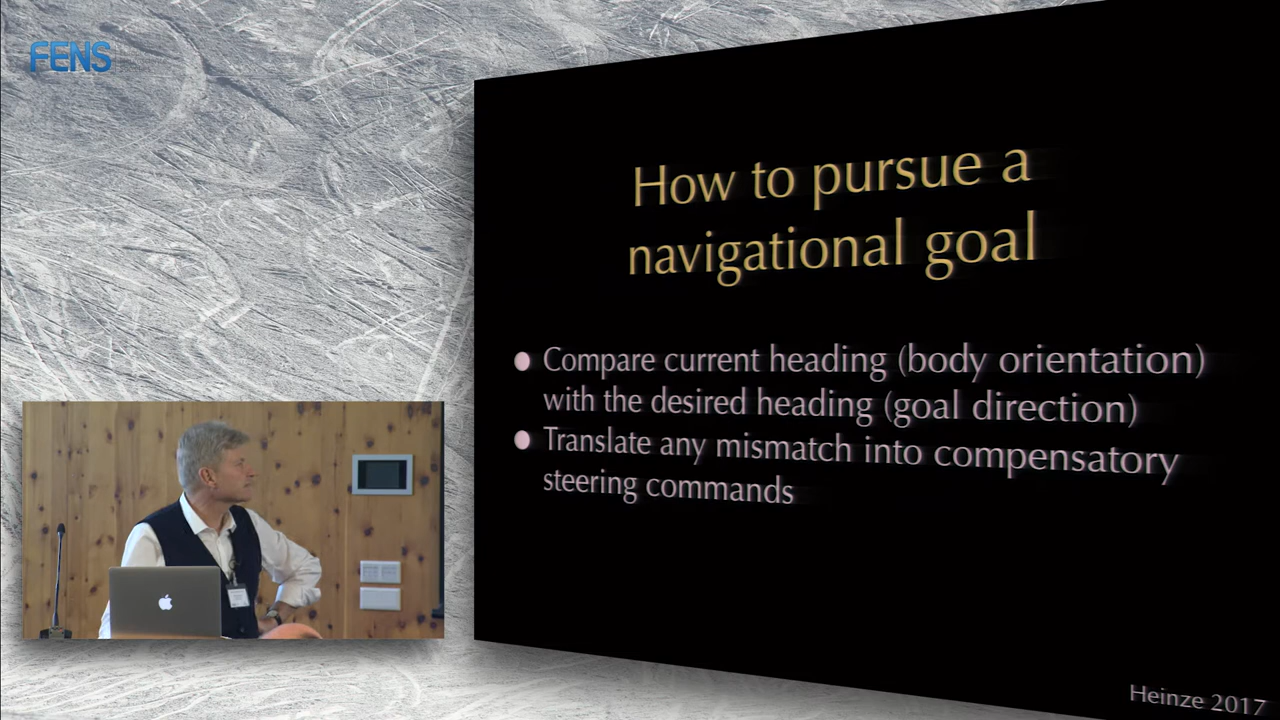 FENS
How to pursue a
navigational goal
Compare current heading (body orientation)
with the desired heading (goal direction)
Translate any mismatch into compensatory
steering commands
Heinze 2017